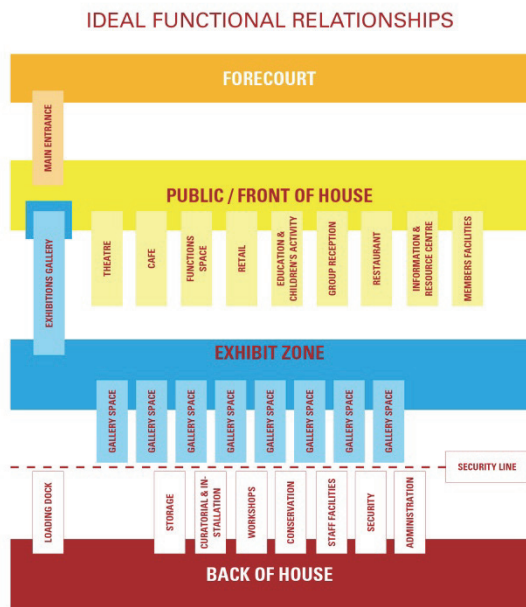 IDEAL FUNCTIONAL RELATIONSHIPS
FORECOURT
MAIN ENTRANCE
PUBLIC / FRONT OF HOUSE
EXHIBITIONS GALLERY
THEATRE
CAFE
FUNCTIONS
SPACE
RETAIL
EDUCATION &
CHILDREN'S ACTIVITY
GROUP RECEPTION
RESTAURANT
INFORMATION &
RESOURCE CENTRE
MEMBERS FACILITIES
EXHIBIT ZONE
GALLERY SPACE
GALLERY SPACE
GALLERY SPACE
GALLERY SPACE
GALLERY SPACE
GALLERY SPACE
GALLERY SPACE
GALLERY SPACE
SECURITY LINE
LOADING DOCK
STORAGE
CURATORIAL & IN-
STALLATION
WORKSHOPS
CONSERVATION
STAFF FACILITIES
SECURITY
ADMINISTRATION
BACK OF HOUSE